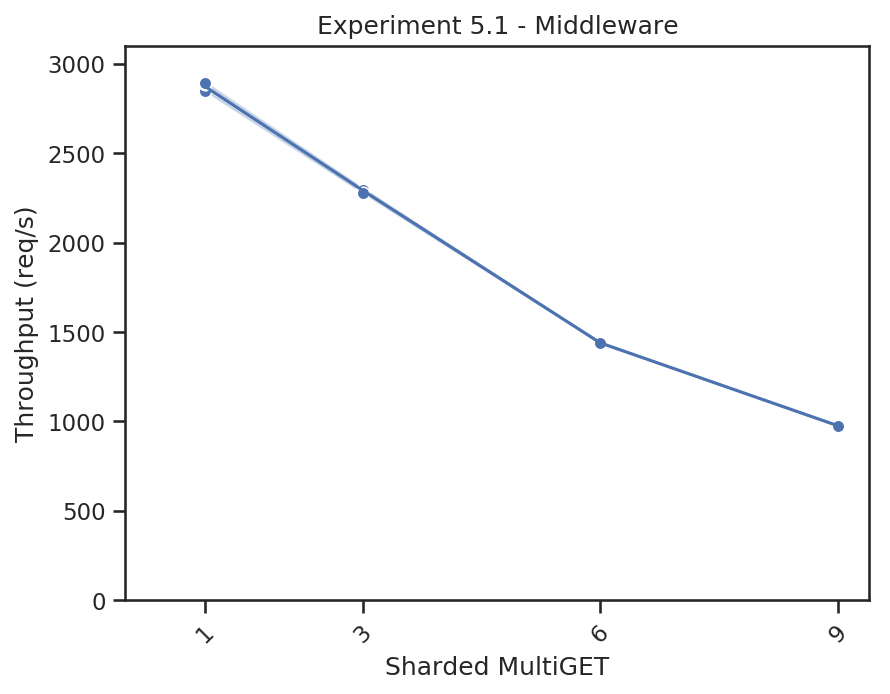 Experiment 5.1 - Middleware
Throughput (req/s)
3000
2500
2000
1500
1000
500
0
1 3 6 9
Sharded MultiGET